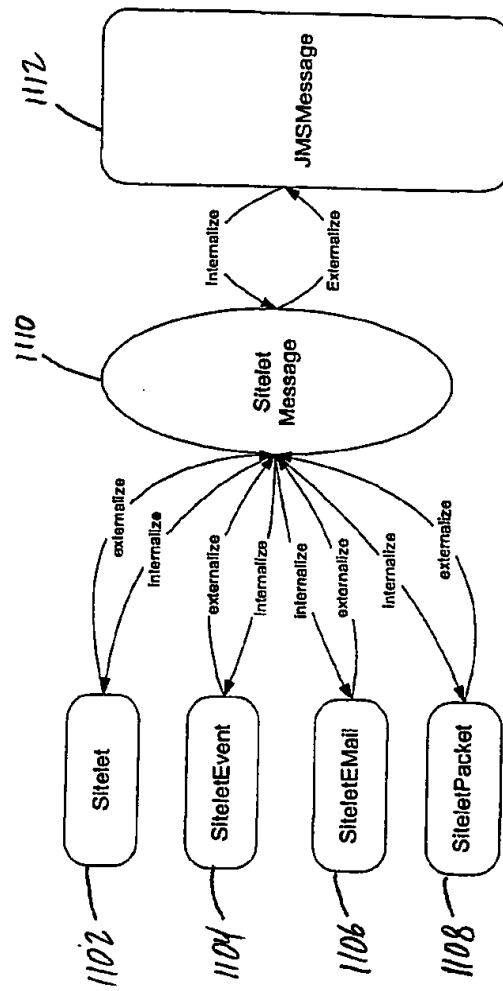 1102
Sitelet
1104
SiteletEvent
1106
SiteletEMail
1108
SiteletPacket
externalize
Internalize
externalize
Internalize
internalize
externalize
Internalize
externalize
1110
Sitelet
Message
Internalize
Externalize
1112
JMSMessage